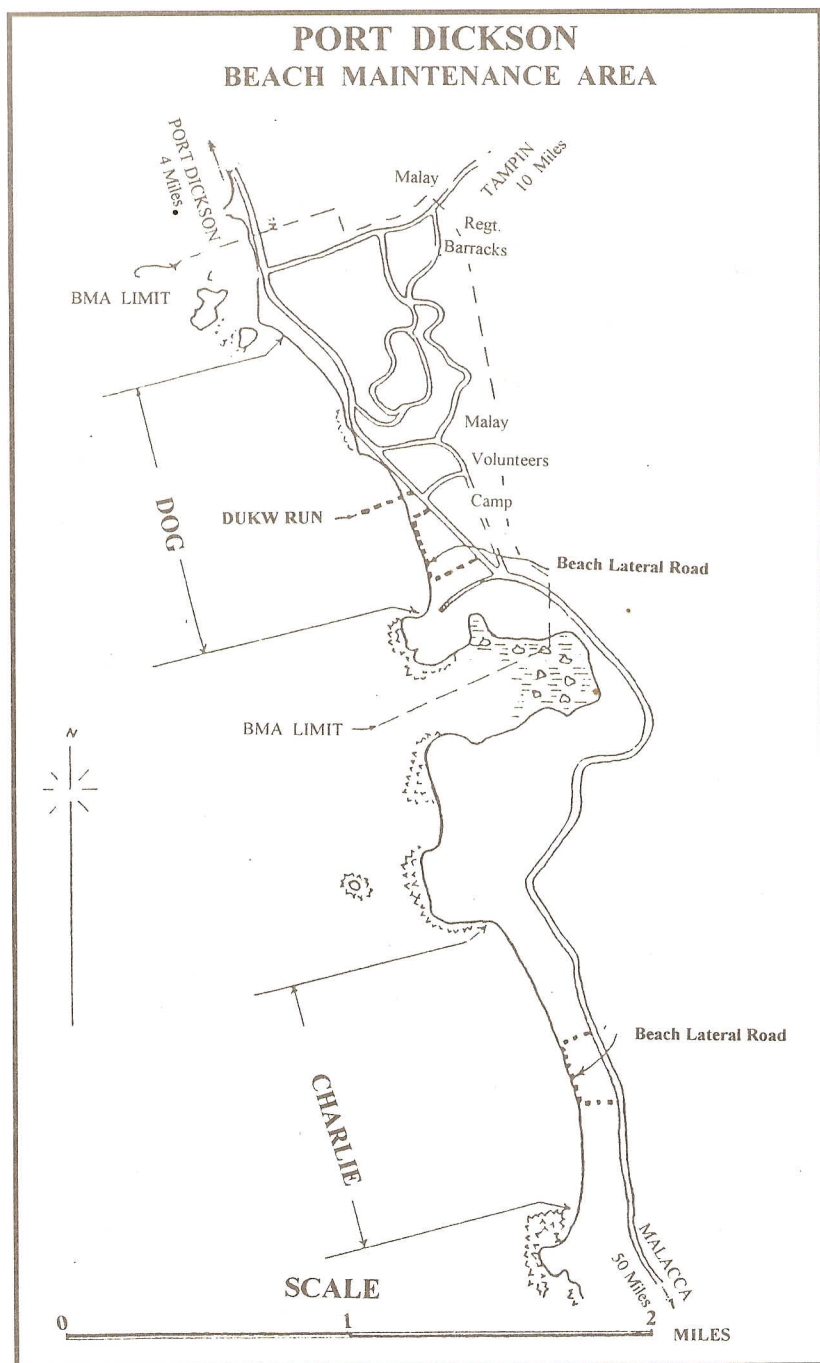 PORT DICKSON
BEACH MAINTENANCE AREA
PORT DICKSON
4 Miles
Malay
TAMPIN
10 Miles
Regt.
Barracks
BMA LIMIT
Malay
Volunteers
Camp
DOG
DUKW RUN
Beach Lateral Road
BMA LIMIT
N
Beach Lateral Road
CHARLIE
MALACCA
50 Miles
SCALE
0 1 2 MILES